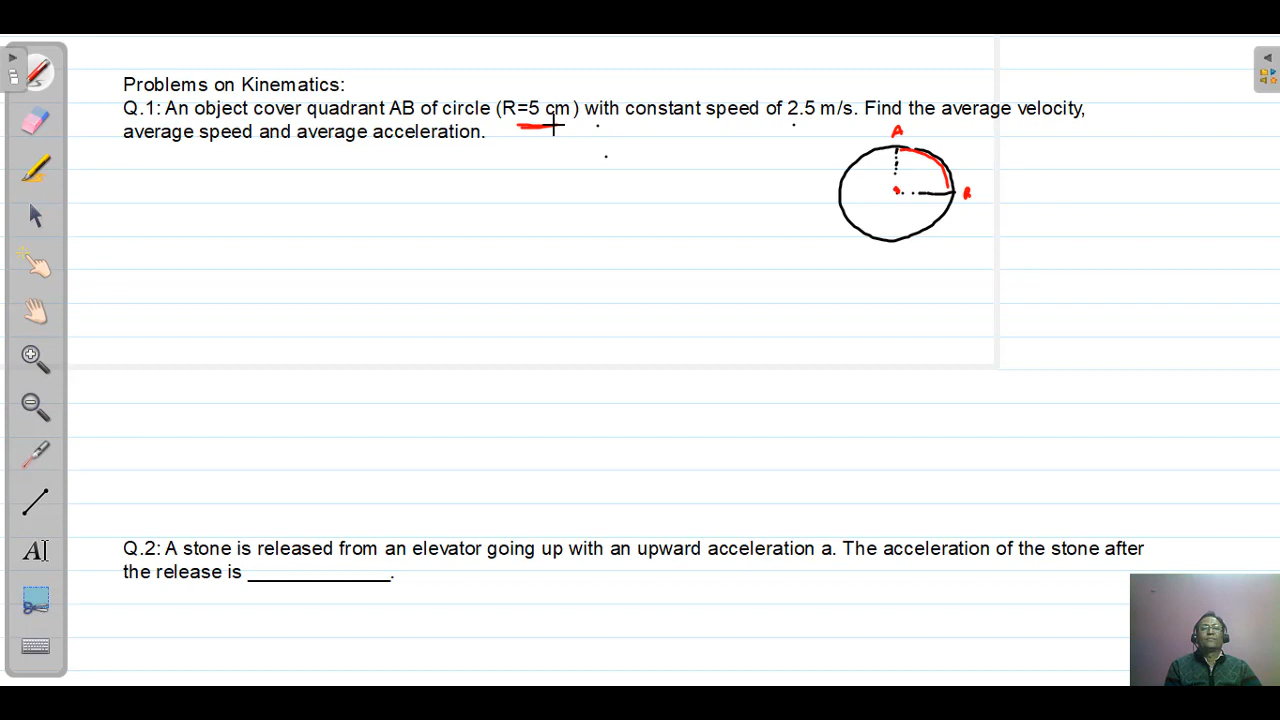 Problems on Kinematics:
Q.1: An object cover quadrant AB of circle (R=5 cm) with constant speed of 2.5 m/s. Find the average velocity,
average speed and average acceleration.
A
B
Q.2: A stone is released from an elevator going up with an upward acceleration a. The acceleration of the stone after
the release is _____________.
A